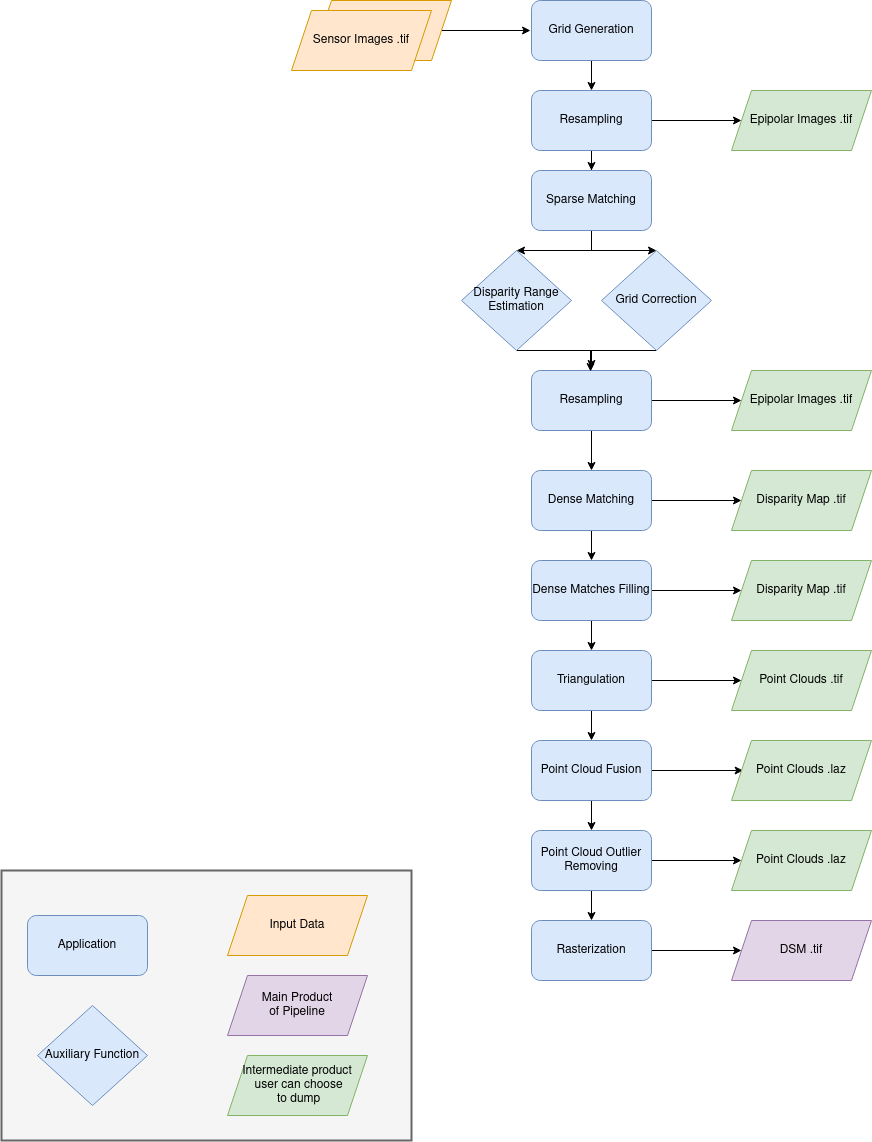 Sensor Images .tif
Grid Generation
Resampling
Epipolar Images .tif
Sparse Matching
Disparity Range
Estimation
Grid Correction
Resampling
Epipolar Images .tif
Dense Matching
Disparity Map .tif
Dense Matches Filling
Disparity Map .tif
Triangulation
Point Clouds .tif
Point Cloud Fusion
Point Clouds .laz
Point Cloud Outlier
Removing
Point Clouds .laz
Rasterization
DSM .tif
Application
Input Data
Main Product
of Pipeline
Auxiliary Function
Intermediate product
user can choose
to dump